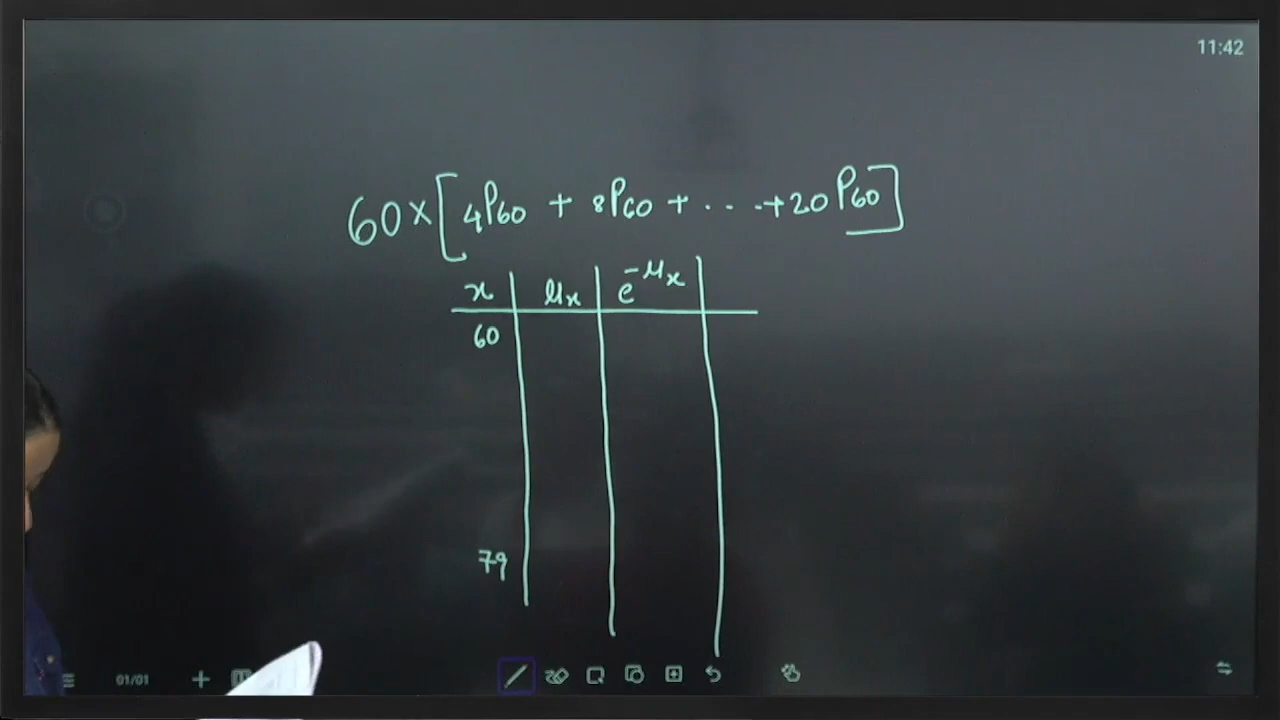 11:42
60 × [ 4P60 + 8P60 + ... + 20P60 ]
x | μx | e^-μx |
60
79
01/01